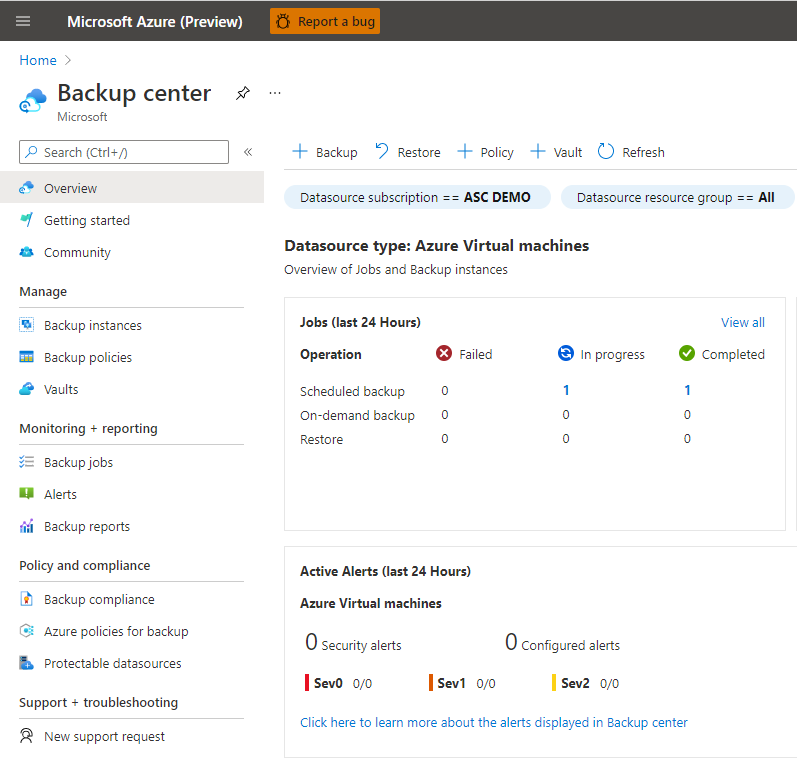 Microsoft Azure (Preview)
Report a bug
Home
Backup center
...
Microsoft
Search (Ctrl+/)
«
Overview
Getting started
Community
Manage
Backup instances
Backup policies
Vaults
Monitoring + reporting
Backup jobs
Alerts
Backup reports
Policy and compliance
Backup compliance
Azure policies for backup
Protectable datasources
Support + troubleshooting
New support request
Backup Restore Policy Vault Refresh
Datasource subscription == ASC DEMO Datasource resource group == All
Datasource type: Azure Virtual machines
Overview of Jobs and Backup instances
Jobs (last 24 Hours) View all
Operation Failed In progress Completed
Scheduled backup 0 1 1
On-demand backup 0 0 0
Restore 0 0 0
Active Alerts (last 24 Hours)
Azure Virtual machines
0 Security alerts 0 Configured alerts
Sev0 0/0 Sev1 0/0 Sev2 0/0
Click here to learn more about the alerts displayed in Backup center